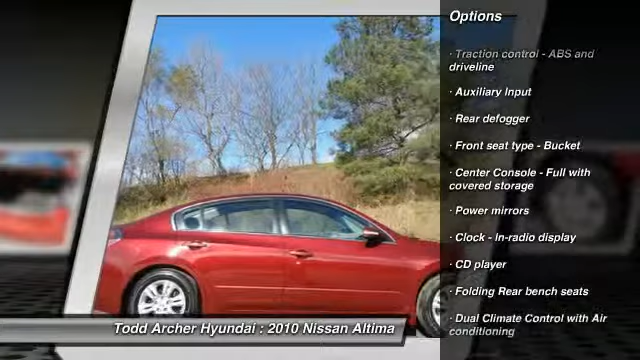 Options
· Traction control - ABS and
driveline
· Auxiliary Input
· Rear defogger
· Front seat type - Bucket
· Center Console - Full with
covered storage
· Power mirrors
· Clock - In-radio display
· CD player
· Folding Rear bench seats
· Dual Climate Control with Air
conditioning
Todd Archer Hyundai : 2010 Nissan Altima